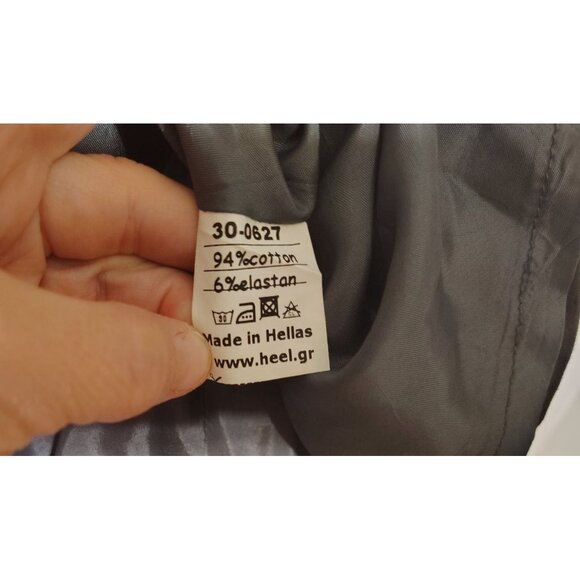 30-0627
94%cotton
6%elastan
Made in Hellas
www.heel.gr